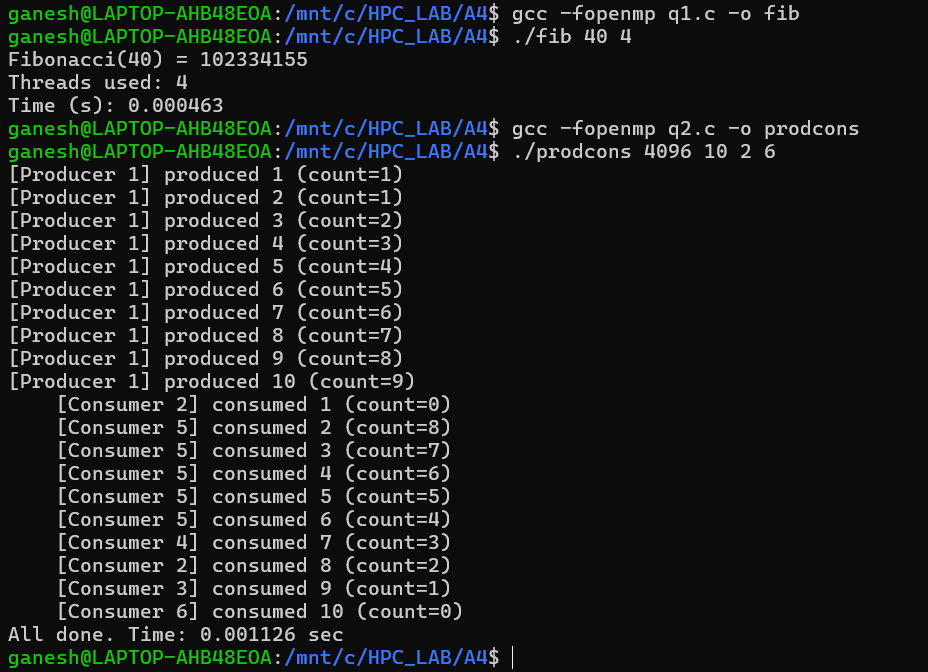 ganesh@LAPTOP-AHB48EOA:/mnt/c/HPC_LAB/A4$ gcc -fopenmp q1.c -o fib
ganesh@LAPTOP-AHB48EOA:/mnt/c/HPC_LAB/A4$ ./fib 40 4
Fibonacci(40) = 102334155
Threads used: 4
Time (s): 0.000463
ganesh@LAPTOP-AHB48EOA:/mnt/c/HPC_LAB/A4$ gcc -fopenmp q2.c -o prodcons
ganesh@LAPTOP-AHB48EOA:/mnt/c/HPC_LAB/A4$ ./prodcons 4096 10 2 6
[Producer 1] produced 1 (count=1)
[Producer 1] produced 2 (count=1)
[Producer 1] produced 3 (count=2)
[Producer 1] produced 4 (count=3)
[Producer 1] produced 5 (count=4)
[Producer 1] produced 6 (count=5)
[Producer 1] produced 7 (count=6)
[Producer 1] produced 8 (count=7)
[Producer 1] produced 9 (count=8)
[Producer 1] produced 10 (count=9)
    [Consumer 2] consumed 1 (count=0)
    [Consumer 5] consumed 2 (count=8)
    [Consumer 5] consumed 3 (count=7)
    [Consumer 5] consumed 4 (count=6)
    [Consumer 5] consumed 5 (count=5)
    [Consumer 5] consumed 6 (count=4)
    [Consumer 4] consumed 7 (count=3)
    [Consumer 2] consumed 8 (count=2)
    [Consumer 3] consumed 9 (count=1)
    [Consumer 6] consumed 10 (count=0)
All done. Time: 0.001126 sec
ganesh@LAPTOP-AHB48EOA:/mnt/c/HPC_LAB/A4$